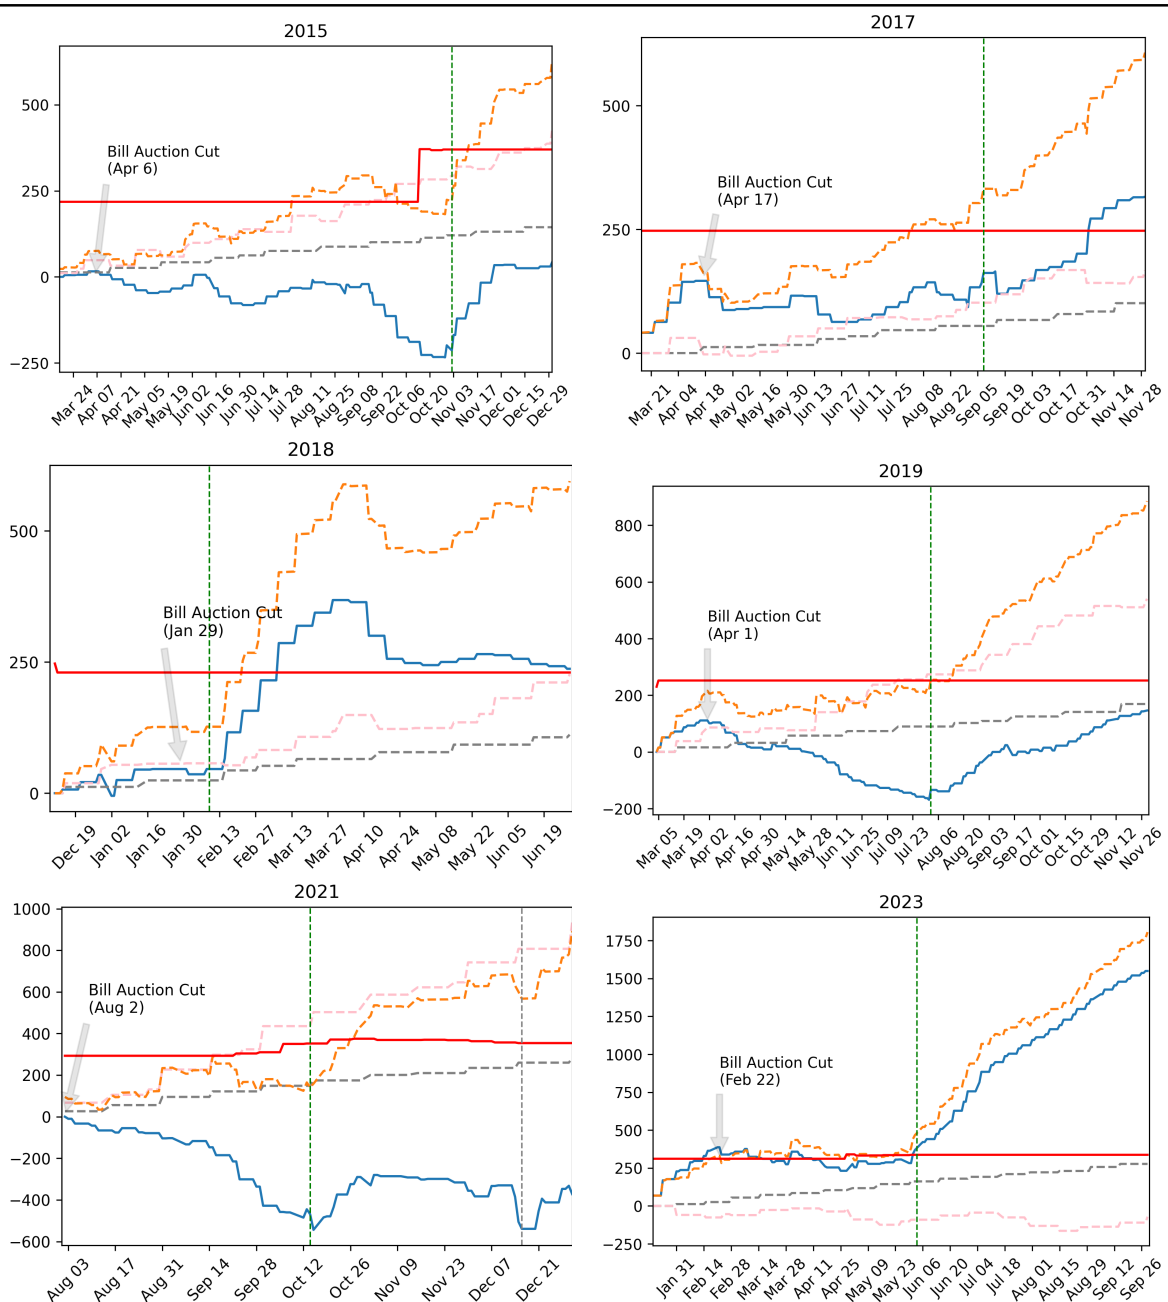 2015
500
250
0
−250
Bill Auction Cut
(Apr 6)
Mar 24
Apr 07
Apr 21
May 05
May 19
Jun 02
Jun 16
Jun 30
Jul 14
Jul 28
Aug 11
Aug 25
Sep 08
Sep 22
Oct 06
Oct 20
Nov 03
Nov 17
Dec 01
Dec 15
Dec 29
2017
500
250
0
Bill Auction Cut
(Apr 17)
Mar 21
Apr 04
Apr 18
May 02
May 16
May 30
Jun 13
Jun 27
Jul 11
Jul 25
Aug 08
Aug 22
Sep 05
Sep 19
Oct 03
Oct 17
Oct 31
Nov 14
Nov 28
2018
500
250
0
Bill Auction Cut
(Jan 29)
Dec 19
Jan 02
Jan 16
Jan 30
Feb 13
Feb 27
Mar 13
Mar 27
Apr 10
Apr 24
May 08
May 22
Jun 05
Jun 19
2019
800
600
400
200
0
−200
Bill Auction Cut
(Apr 1)
Mar 05
Mar 19
Apr 02
Apr 16
Apr 30
May 14
May 28
Jun 11
Jun 25
Jul 09
Jul 23
Aug 06
Aug 20
Sep 03
Sep 17
Oct 01
Oct 15
Oct 29
Nov 12
Nov 26
2021
1000
800
600
400
200
0
−200
−400
−600
Bill Auction Cut
(Aug 2)
Aug 03
Aug 17
Aug 31
Sep 14
Sep 28
Oct 12
Oct 26
Nov 09
Nov 23
Dec 07
Dec 21
2023
1750
1500
1250
1000
750
500
250
0
−250
Bill Auction Cut
(Feb 22)
Jan 31
Feb 14
Feb 28
Mar 14
Mar 28
Apr 11
Apr 25
May 09
May 23
Jun 06
Jun 20
Jul 04
Jul 18
Aug 01
Aug 15
Aug 29
Sep 12
Sep 26